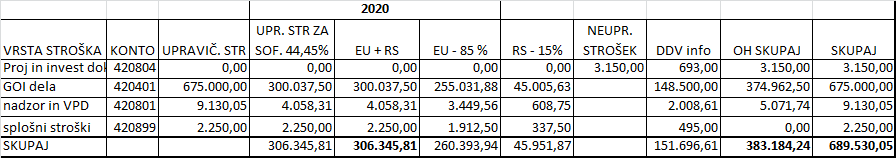 2020
VRSTA STROŠKA KONTO UPRAVIČ. STR UPR. STR ZA SOF. 44,45% EU + RS EU - 85 % RS - 15% NEUPR. STROŠEK DDV info OH SKUPAJ SKUPAJ
Proj in invest dok 420804 0,00 0,00 0,00 0,00 0,00 3.150,00 693,00 3.150,00 3.150,00
GOI dela 420401 675.000,00 300.037,50 300.037,50 255.031,88 45.005,63 148.500,00 374.962,50 675.000,00
nadzor in VPD 420801 9.130,05 4.058,31 4.058,31 3.449,56 608,75 2.008,61 5.071,74 9.130,05
splošni stroški 420899 2.250,00 2.250,00 2.250,00 1.912,50 337,50 495,00 0,00 2.250,00
SKUPAJ 306.345,81 306.345,81 260.393,94 45.951,87 151.696,61 383.184,24 689.530,05